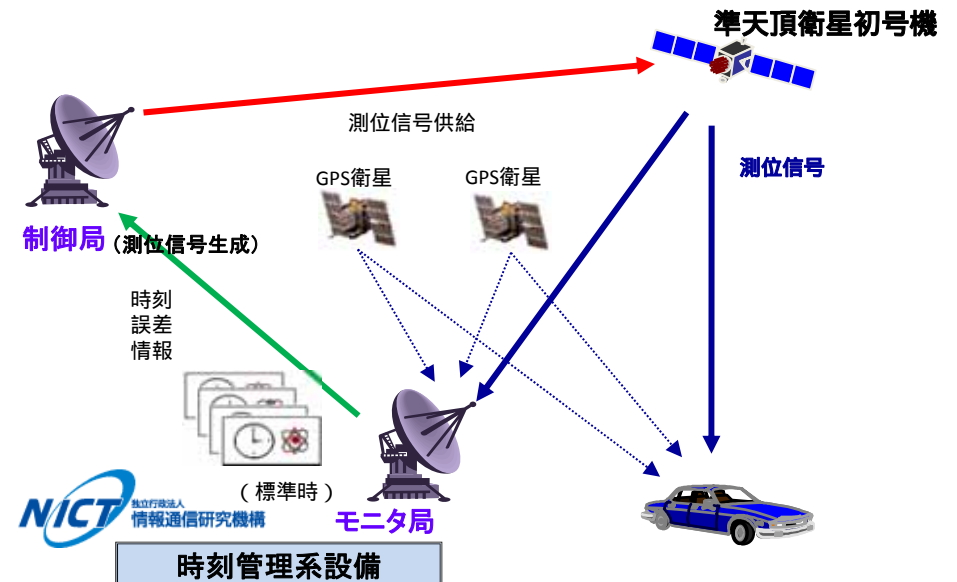 準天頂衛星初号機
測位信号供給
GPS衛星
GPS衛星
測位信号
制御局(測位信号生成)
時刻
誤差
情報
(標準時)
NICT
独立行政法人
情報通信研究機構
モニタ局
時刻管理系設備